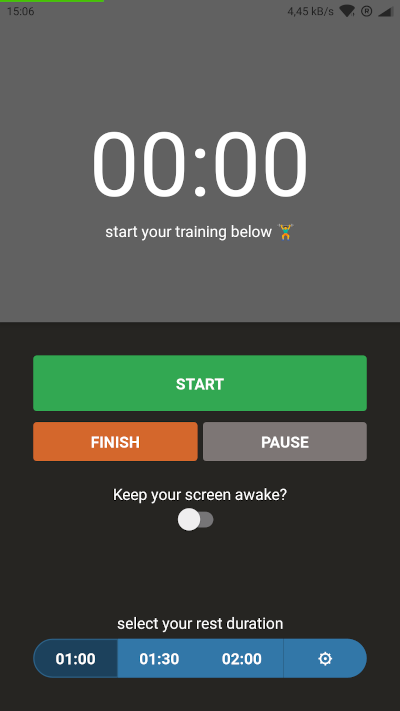 15:06 4,45 kB/s R
00:00
start your training below 🏋️
START
FINISH PAUSE
Keep your screen awake?
select your rest duration
01:00 01:30 02:00